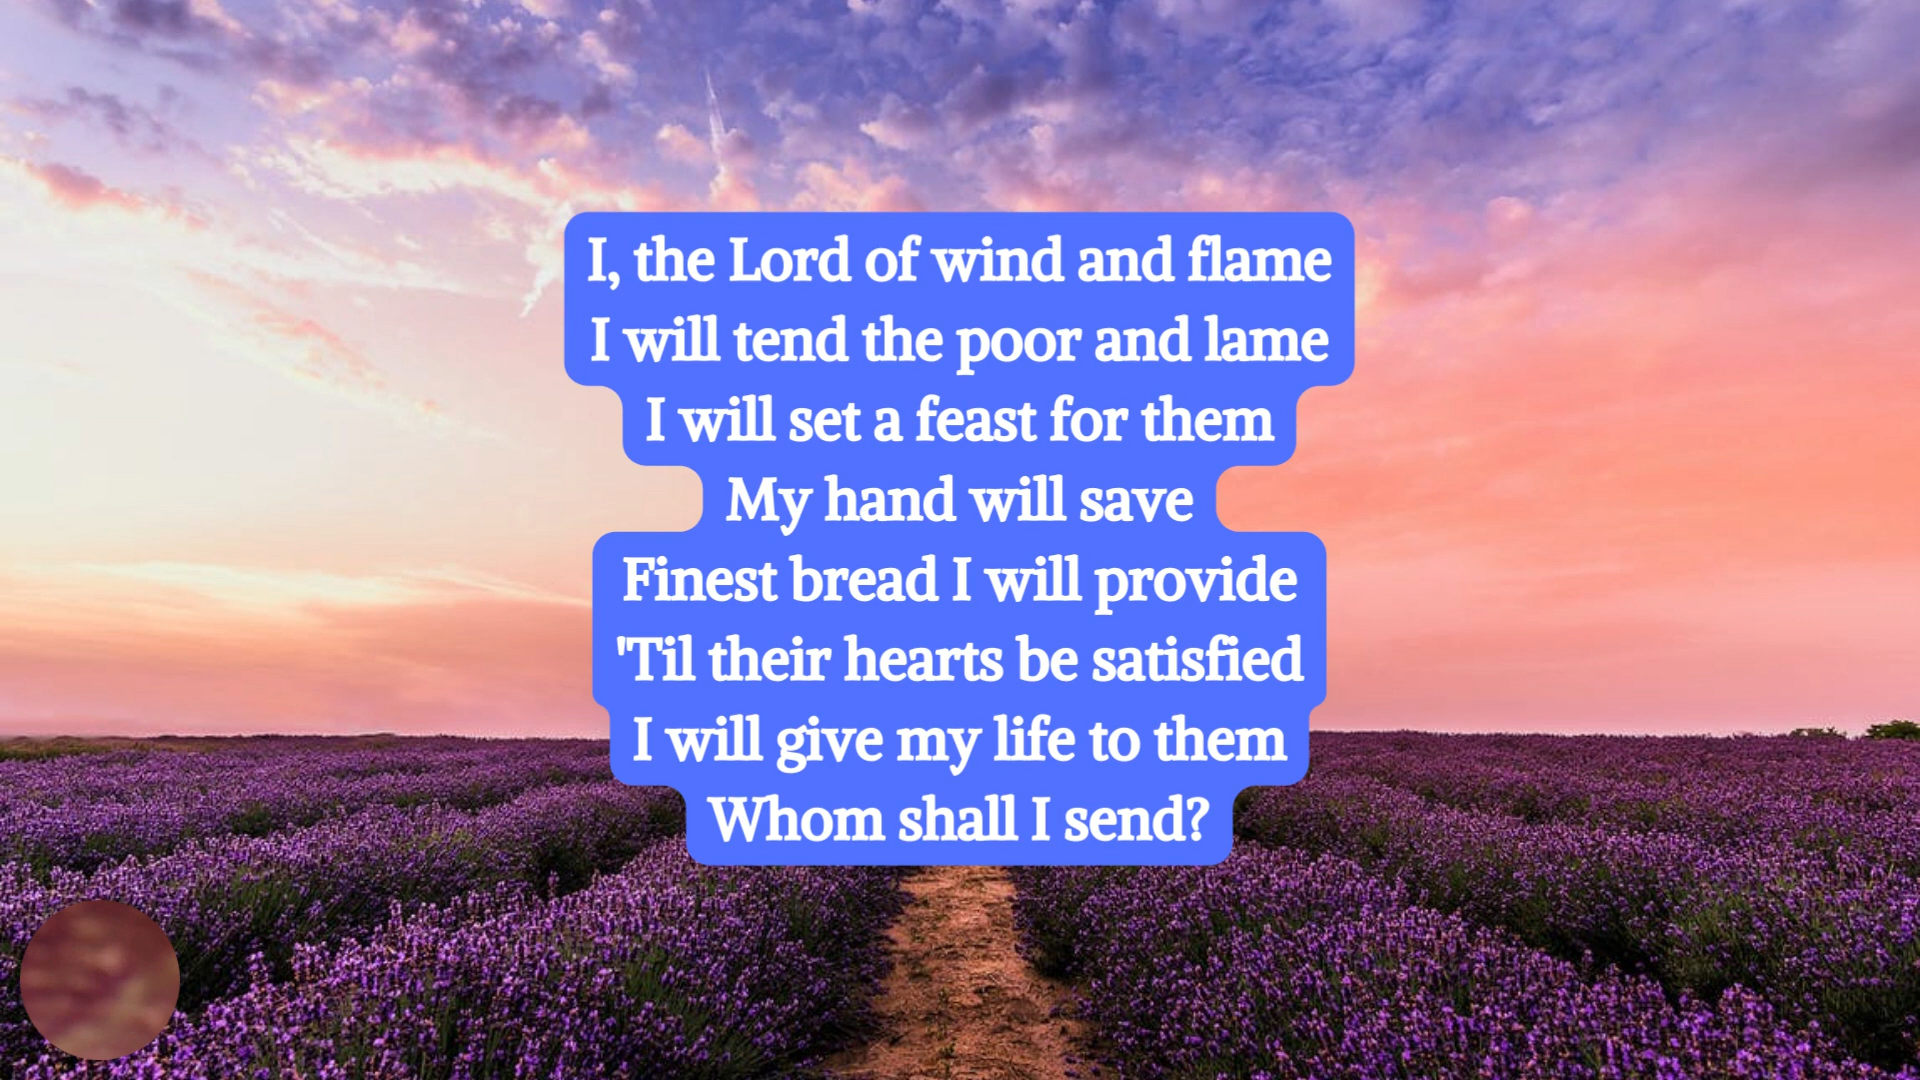 I, the Lord of wind and flame
I will tend the poor and lame
I will set a feast for them
My hand will save
Finest bread I will provide
'Til their hearts be satisfied
I will give my life to them
Whom shall I send?